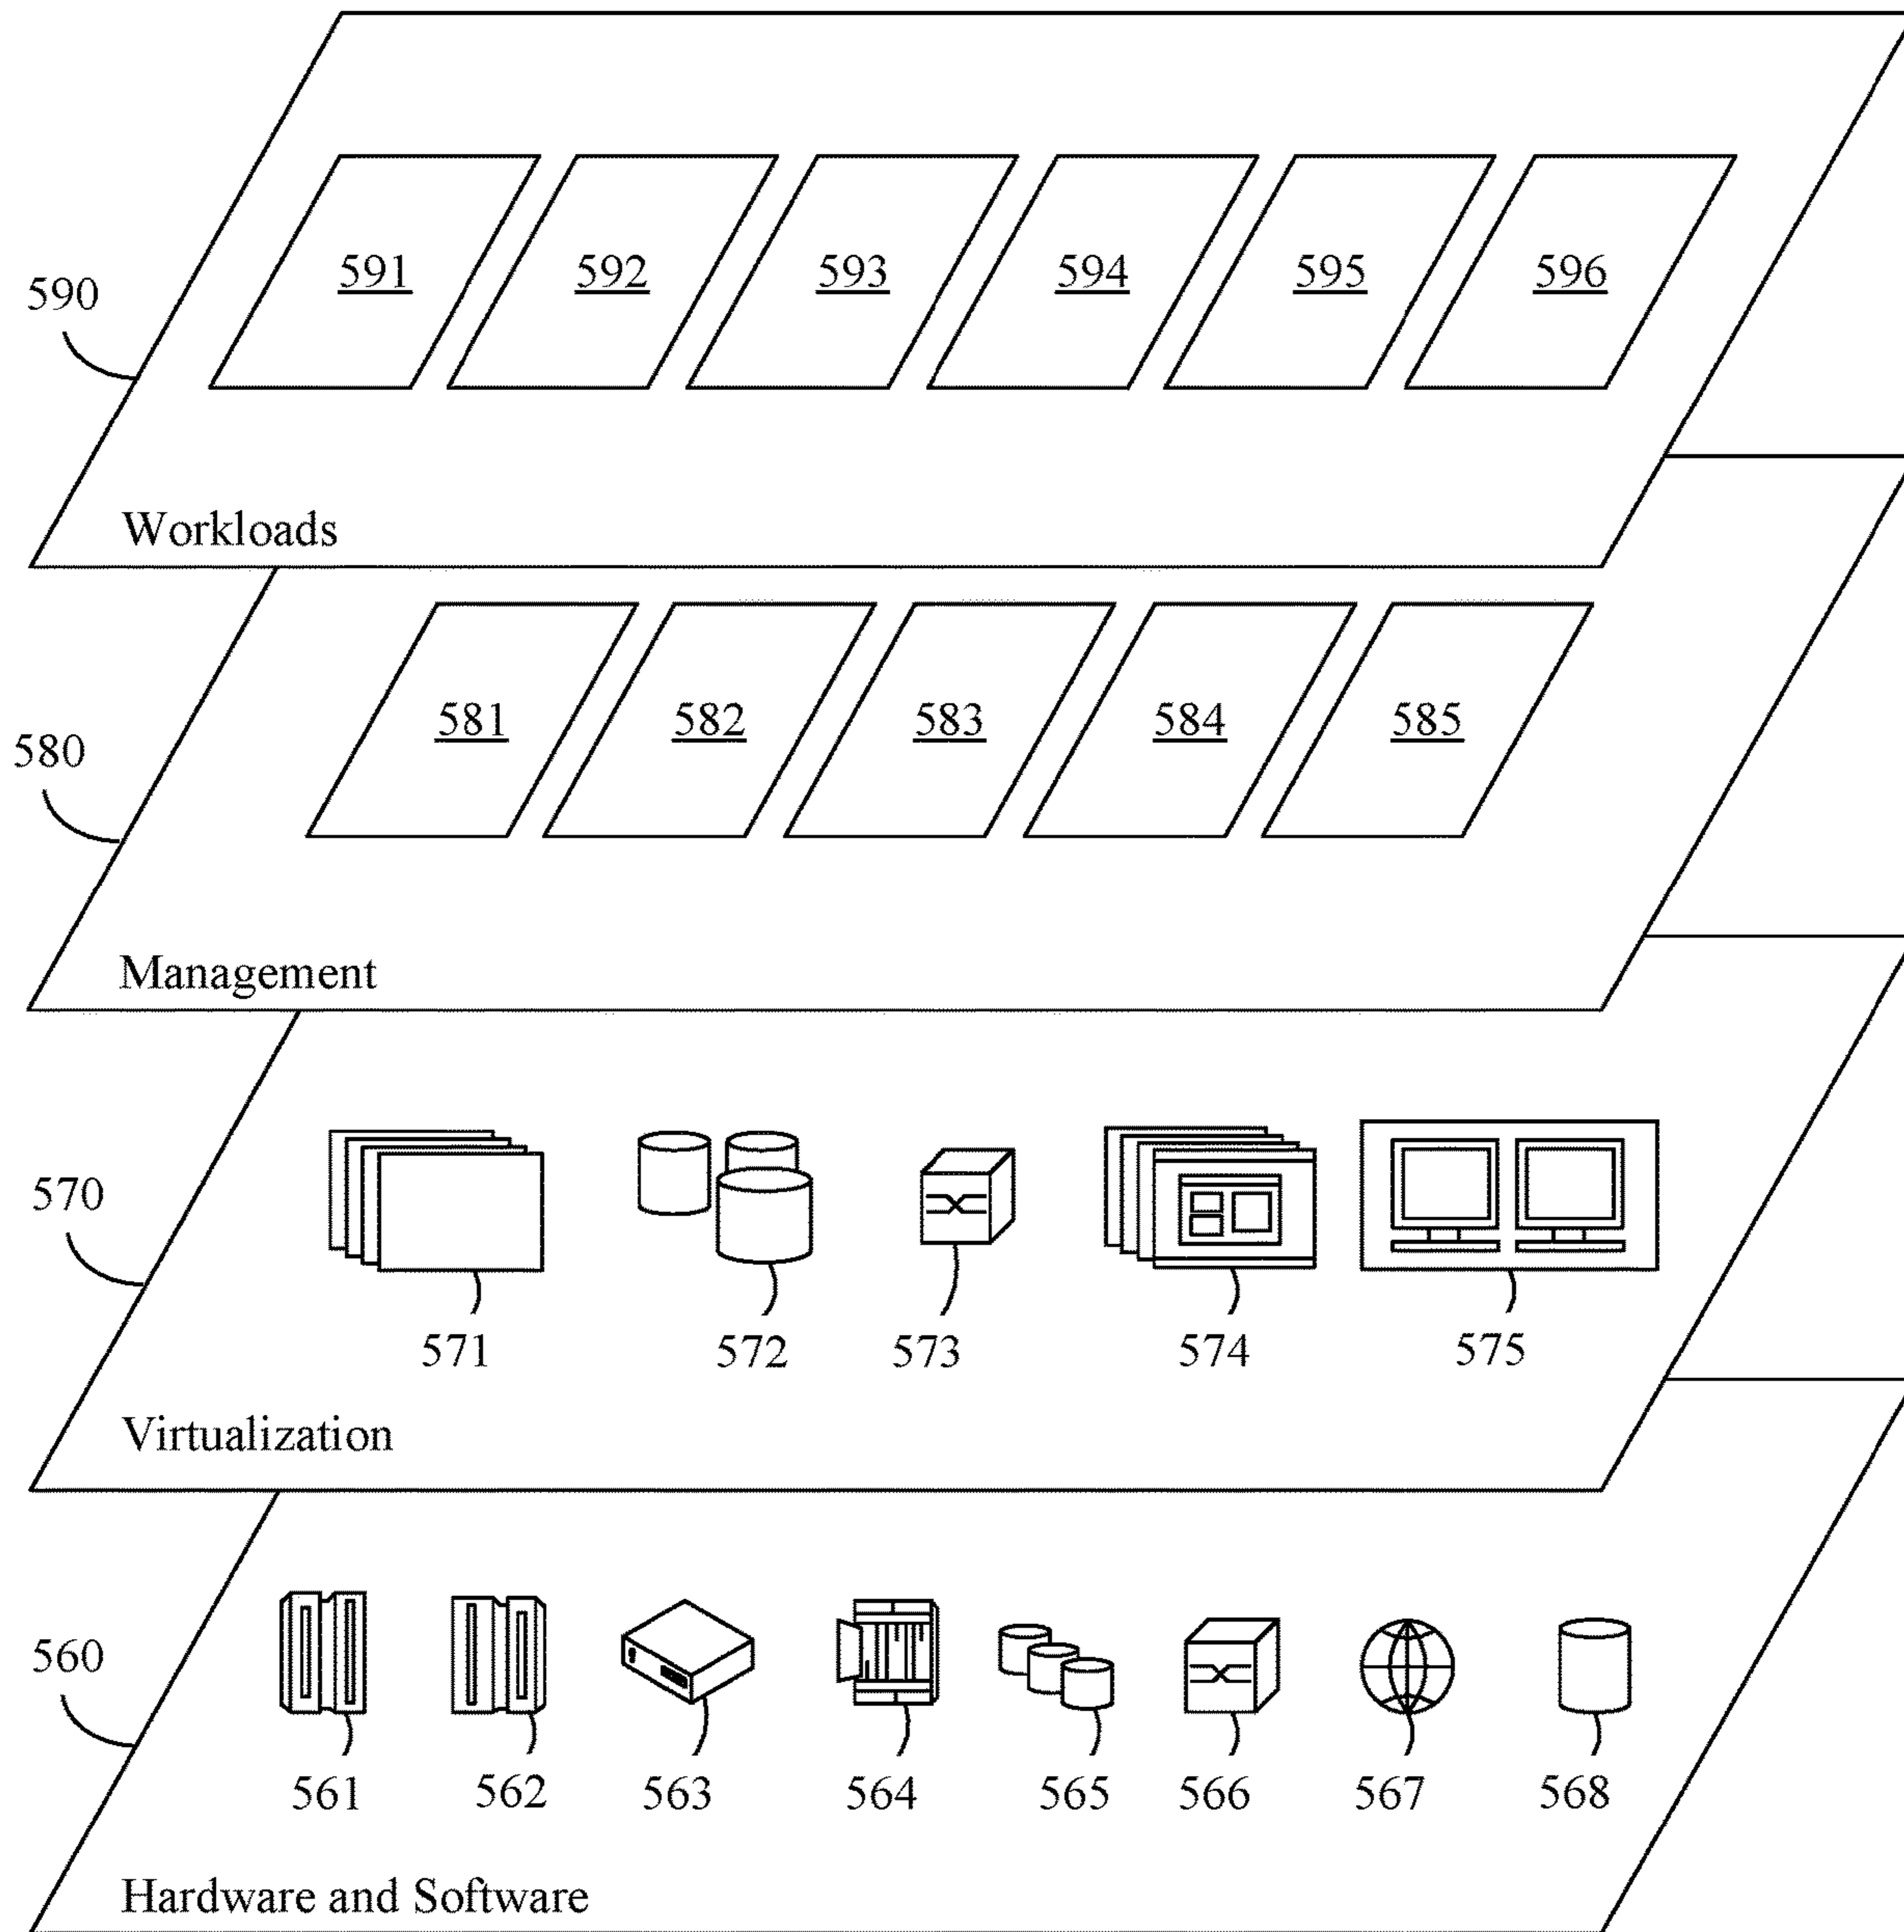 591 592 593 594 595 596
590
Workloads
581 582 583 584 585
580
Management
570
571 572 573 574 575
Virtualization
560
561 562 563 564 565 566 567 568
Hardware and Software